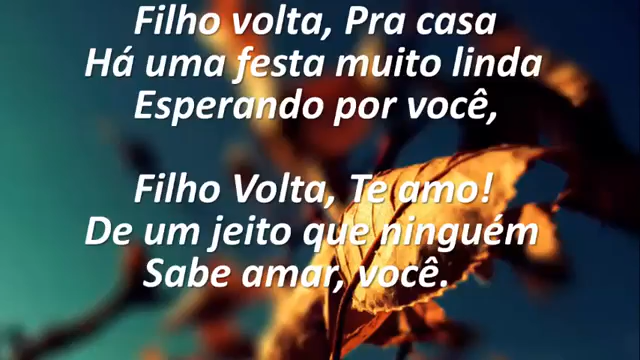 Filho volta, Pra casa
Há uma festa muito linda
Esperando por você,
Filho Volta, Te amo!
De um jeito que ninguém
Sabe amar, você.